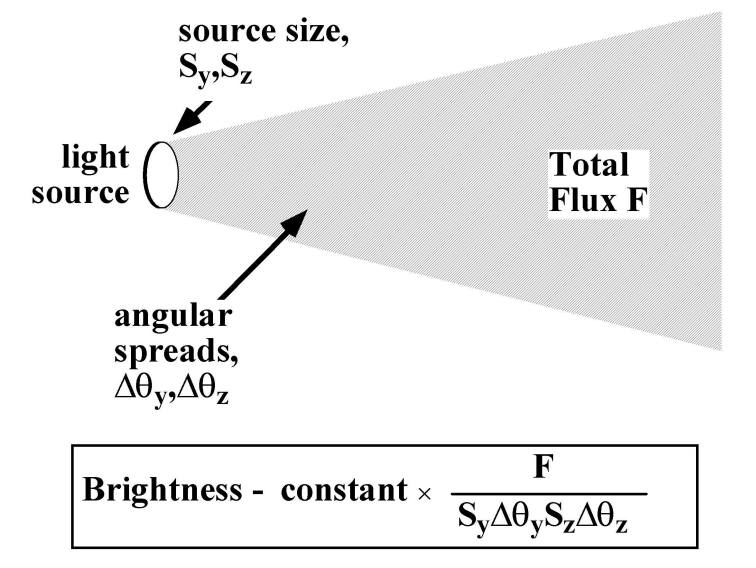 source size,
Sy,Sz
light
source
Total
Flux F
angular
spreads,
Δθy,Δθz
Brightness - constant × F
SyΔθySzΔθz